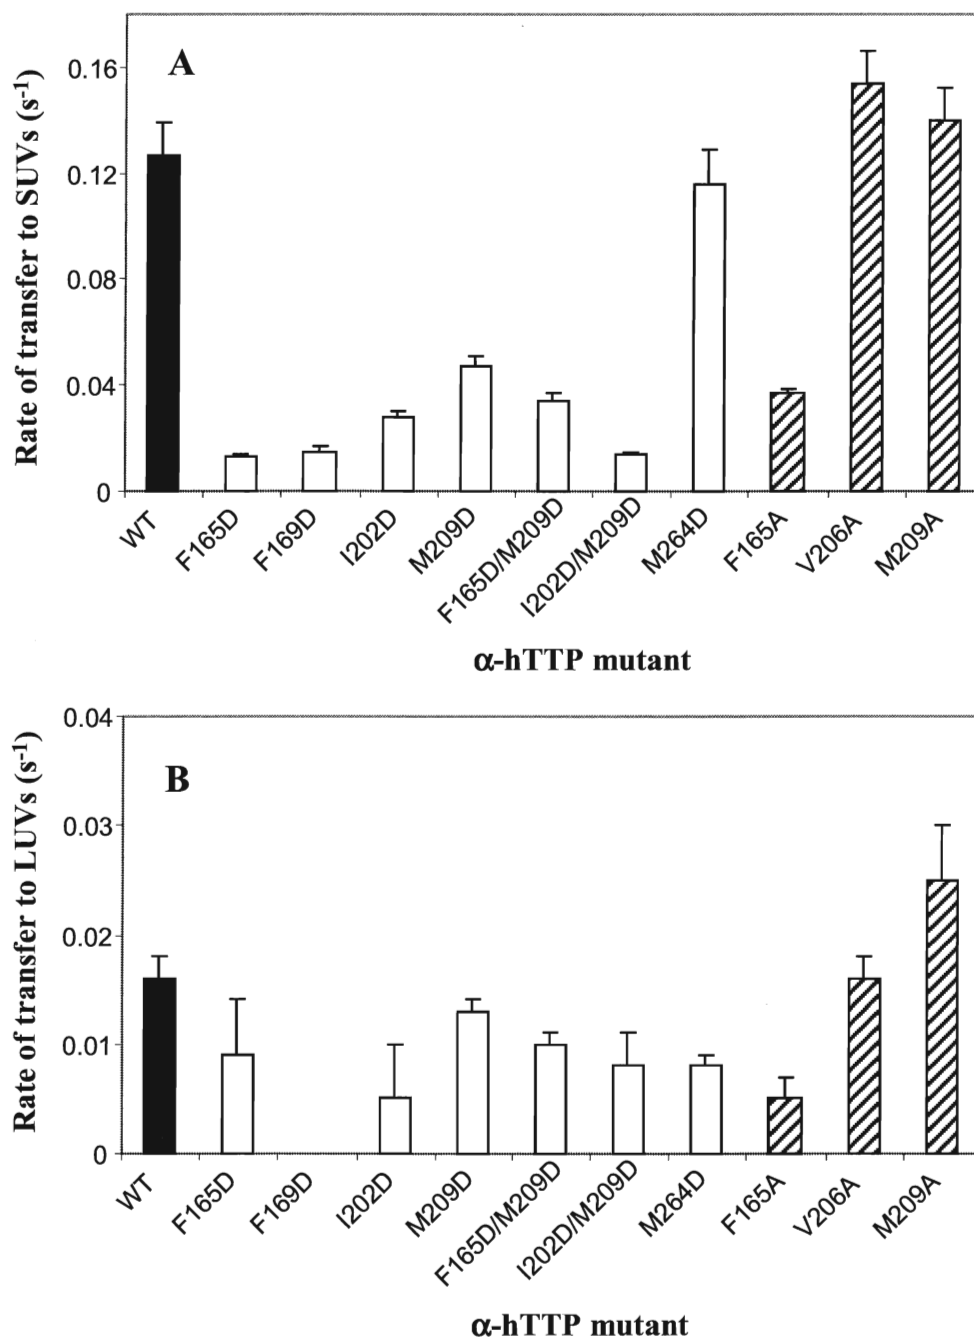 A
Rate of transfer to SUVs (s⁻¹)
0.16
0.12
0.08
0.04
0
WT
F165D
F169D
I202D
M209D
F165D/M209D
I202D/M209D
M264D
F165A
V206A
M209A
α-hTTP mutant
B
Rate of transfer to LUVs (s⁻¹)
0.04
0.03
0.02
0.01
0
WT
F165D
F169D
I202D
M209D
F165D/M209D
I202D/M209D
M264D
F165A
V206A
M209A
α-hTTP mutant